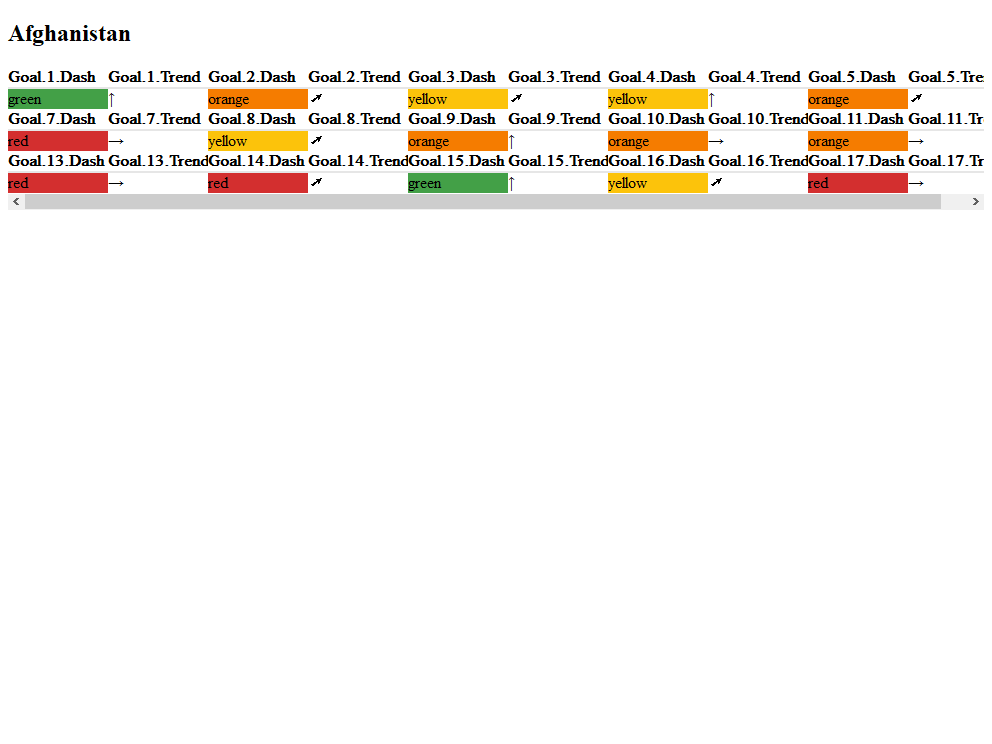 Afghanistan
Goal.1.Dash Goal.1.Trend Goal.2.Dash Goal.2.Trend Goal.3.Dash Goal.3.Trend Goal.4.Dash Goal.4.Trend Goal.5.Dash Goal.5.Tre
green ↑ orange ➚ yellow ➚ yellow ↑ orange ➚
Goal.7.Dash Goal.7.Trend Goal.8.Dash Goal.8.Trend Goal.9.Dash Goal.9.Trend Goal.10.Dash Goal.10.Trend Goal.11.Dash Goal.11.Tr
red → yellow ➚ orange ↑ orange → orange →
Goal.13.Dash Goal.13.Trend Goal.14.Dash Goal.14.Trend Goal.15.Dash Goal.15.Trend Goal.16.Dash Goal.16.Trend Goal.17.Dash Goal.17.T
red → red ➚ green ↑ yellow ➚ red →